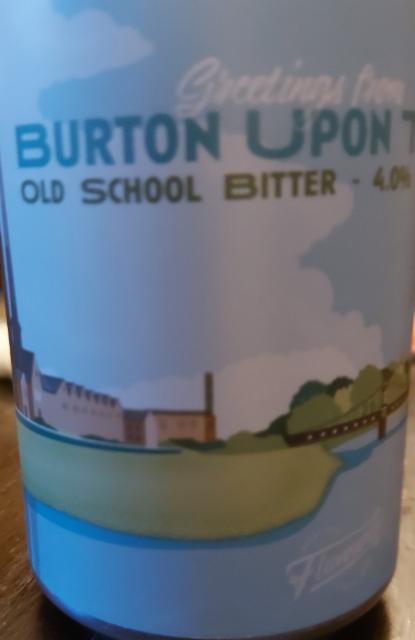 Greetings from
BURTON UPON T
OLD SCHOOL BITTER - 4.0%